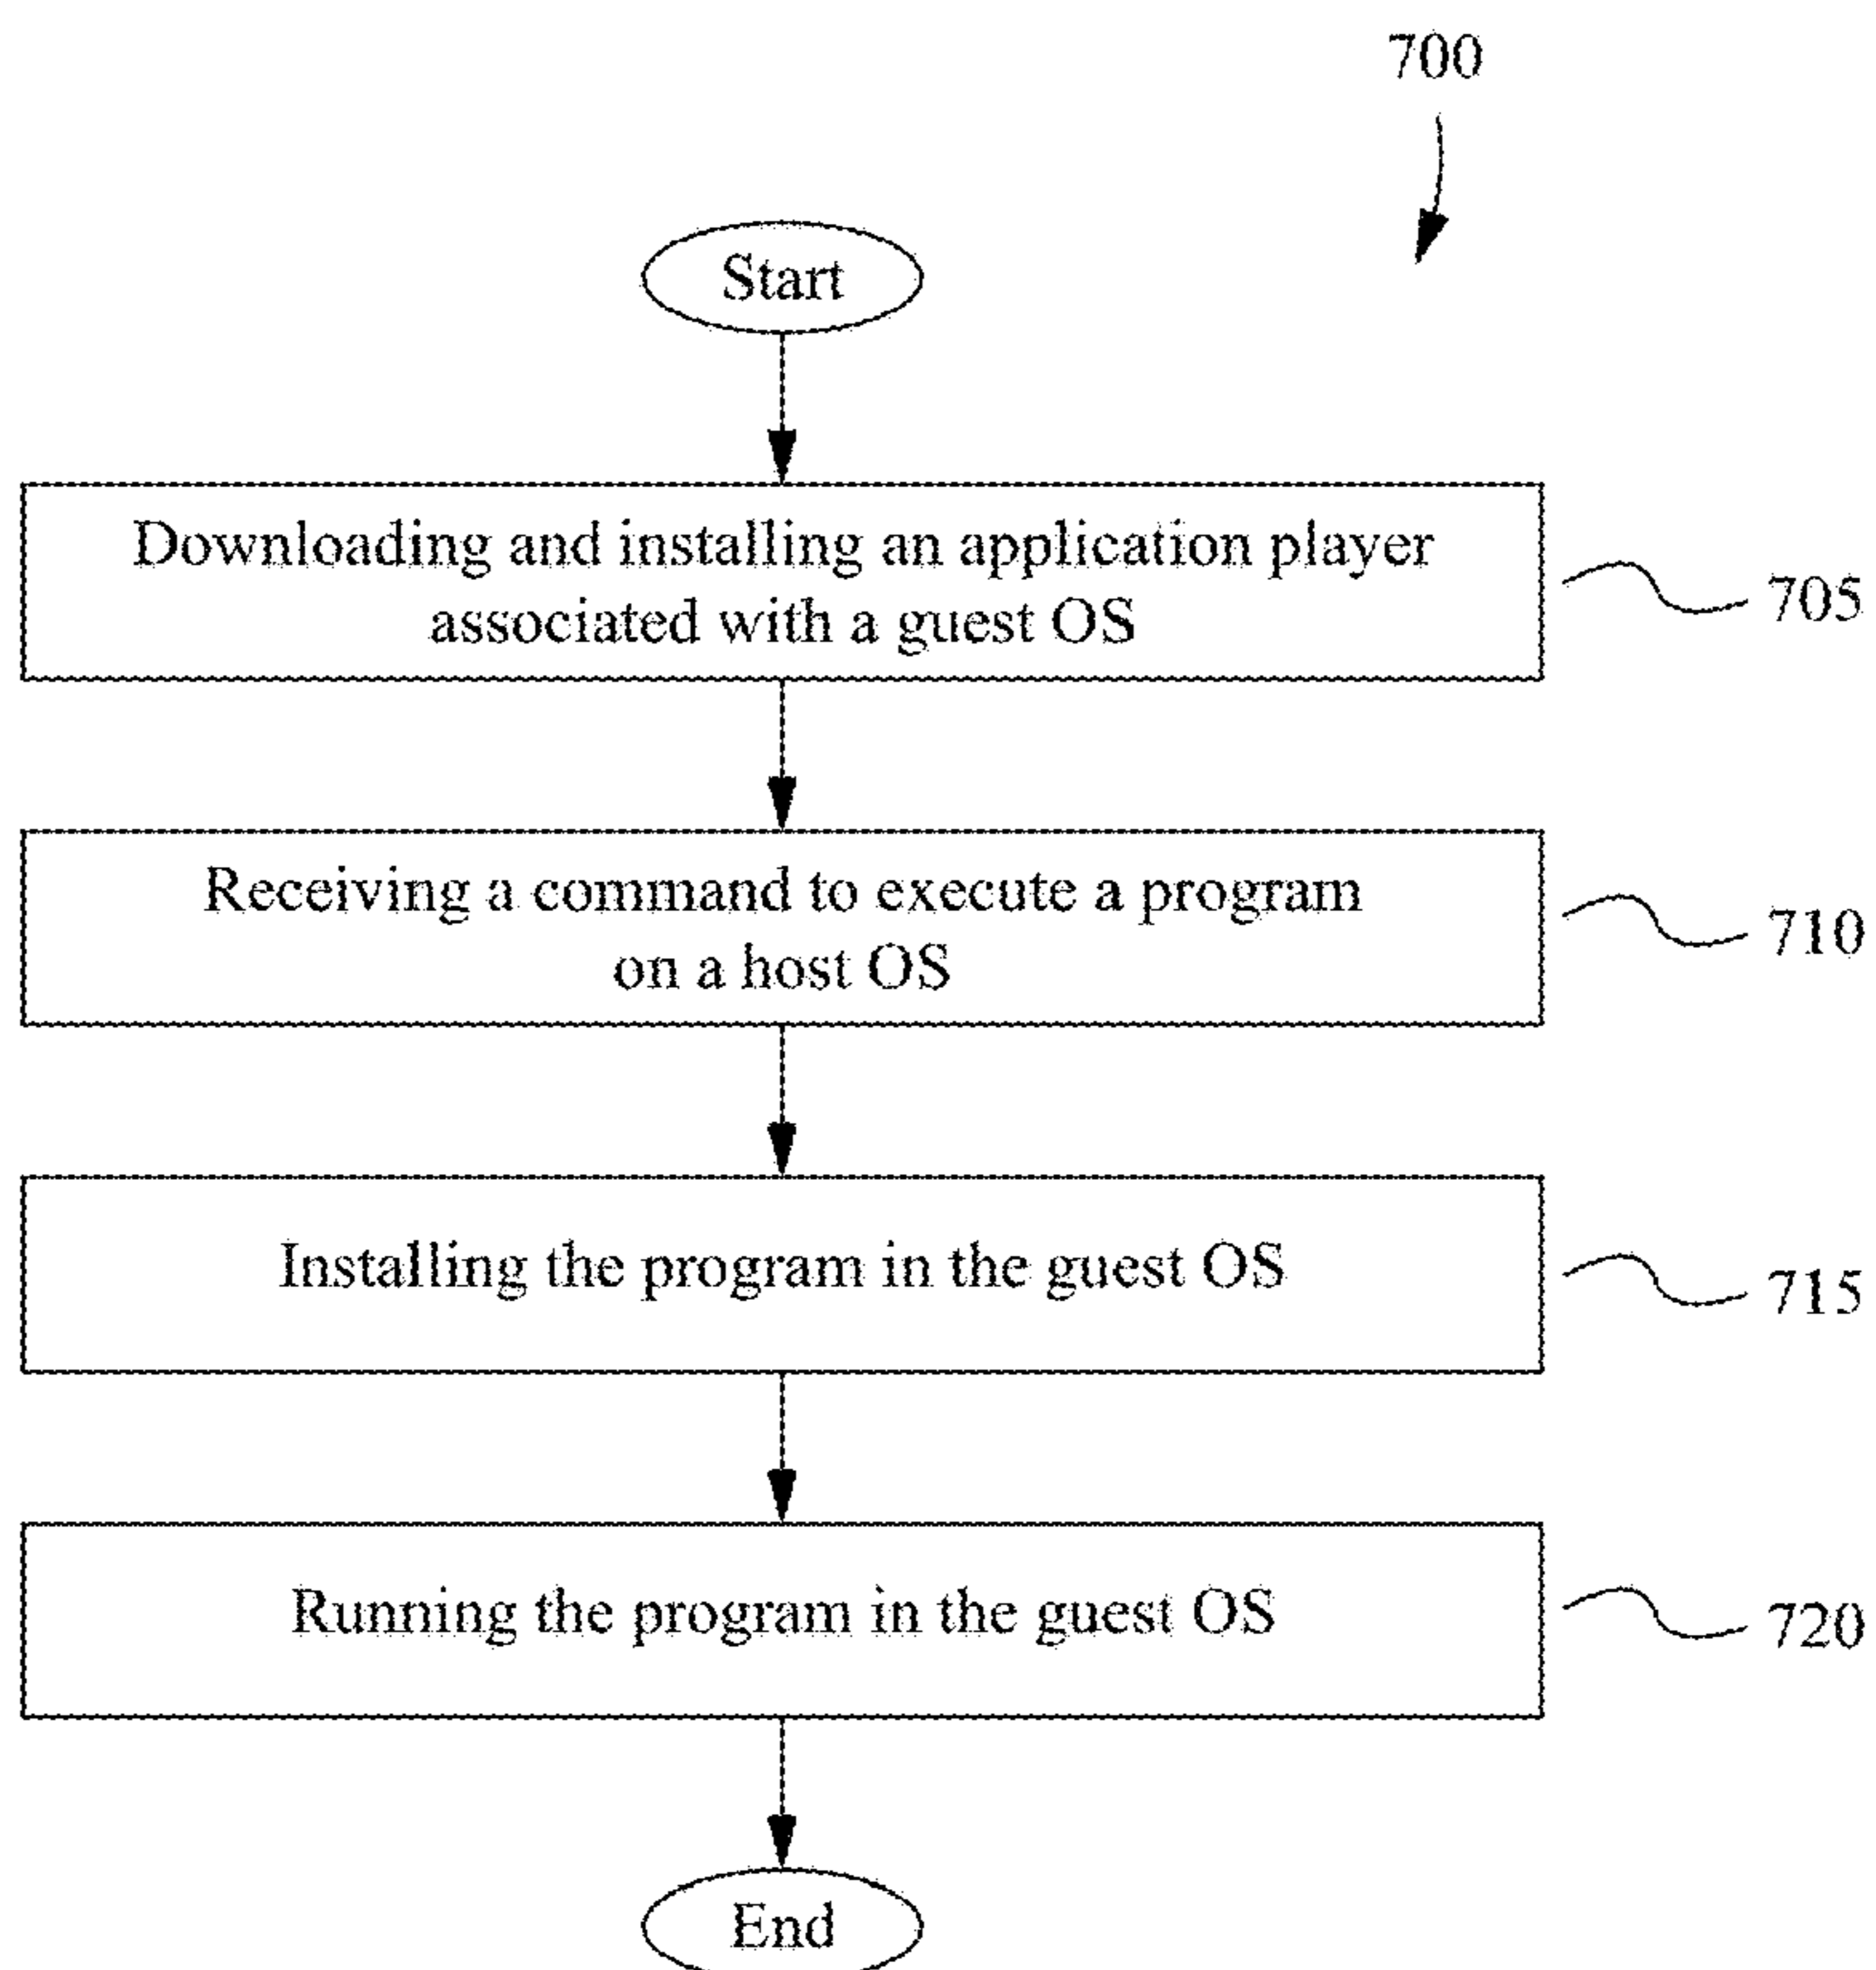 700
Start
Downloading and installing an application player
associated with a guest OS
705
Receiving a command to execute a program
on a host OS
710
Installing the program in the guest OS
715
Running the program in the guest OS
720
End